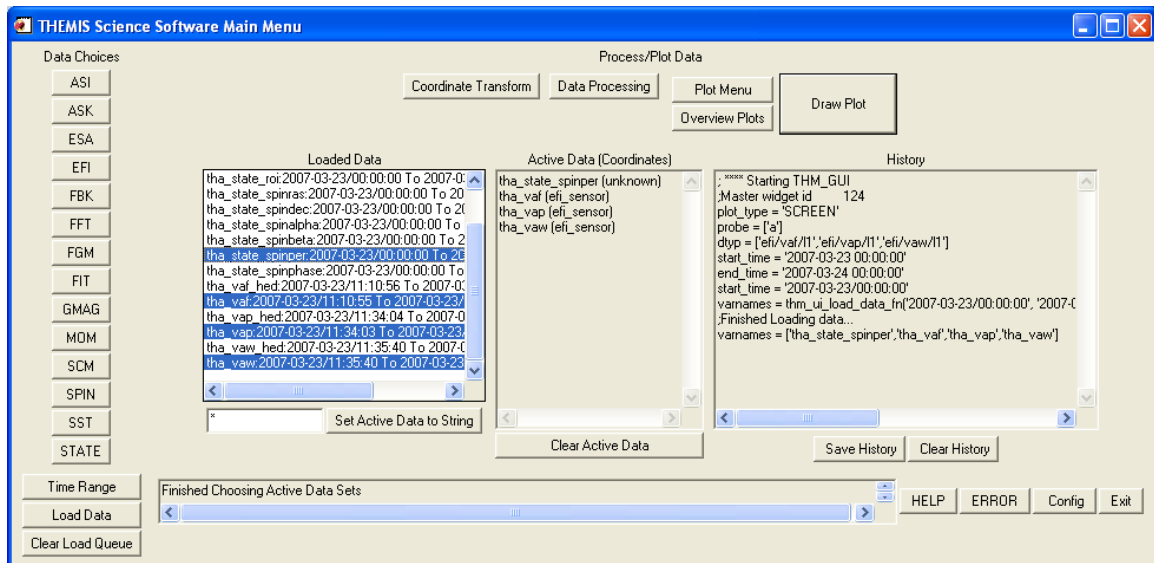 THEMIS Science Software Main Menu
Data Choices
ASI
ASK
ESA
EFI
FBK
FFT
FGM
FIT
GMAG
MOM
SCM
SPIN
SST
STATE
Time Range
Load Data
Clear Load Queue
Process/Plot Data
Coordinate Transform
Data Processing
Plot Menu
Overview Plots
Draw Plot
Loaded Data
tha_state_roi:2007-03-23/00:00:00 To 2007-0
tha_state_spinras:2007-03-23/00:00:00 To 20
tha_state_spindec:2007-03-23/00:00:00 To 2
tha_state_spinalpha:2007-03-23/00:00:00 To
tha_state_spinbeta:2007-03-23/00:00:00 To 2
tha_state_spinper:2007-03-23/00:00:00 To 20
tha_state_spinphase:2007-03-23/00:00:00 To
tha_vaf_hed:2007-03-23/11:10:56 To 2007-0
tha_vaf:2007-03-23/11:10:55 To 2007-03-23/
tha_vap_hed:2007-03-23/11:34:04 To 2007-0
tha_vap:2007-03-23/11:34:03 To 2007-03-23
tha_vaw_hed:2007-03-23/11:35:40 To 2007-0
tha_vaw:2007-03-23/11:35:40 To 2007-03-23
*
Set Active Data to String
Active Data (Coordinates)
tha_state_spinper (unknown)
tha_vaf (efi_sensor)
tha_vap (efi_sensor)
tha_vaw (efi_sensor)
Clear Active Data
History
; **** Starting THM_GUI
;Master widget id 124
plot_type = 'SCREEN'
probe = ['a']
dtyp = ['efi/vaf/l1','efi/vap/l1','efi/vaw/l1']
start_time = '2007-03-23 00:00:00'
end_time = '2007-03-24 00:00:00'
start_time = '2007-03-23/00:00:00'
varnames = thm_ui_load_data_fn('2007-03-23/00:00:00', '2007-0
;Finished Loading data...
varnames = ['tha_state_spinper','tha_vaf','tha_vap','tha_vaw']
Save History
Clear History
Finished Choosing Active Data Sets
HELP
ERROR
Config
Exit